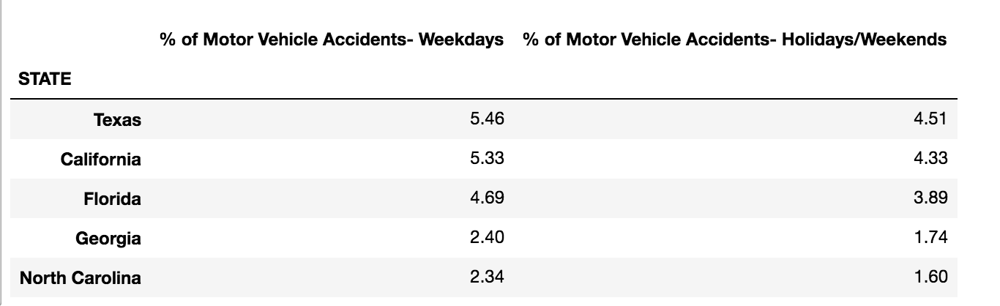 % of Motor Vehicle Accidents- Weekdays % of Motor Vehicle Accidents- Holidays/Weekends
STATE
Texas 5.46 4.51
California 5.33 4.33
Florida 4.69 3.89
Georgia 2.40 1.74
North Carolina 2.34 1.60